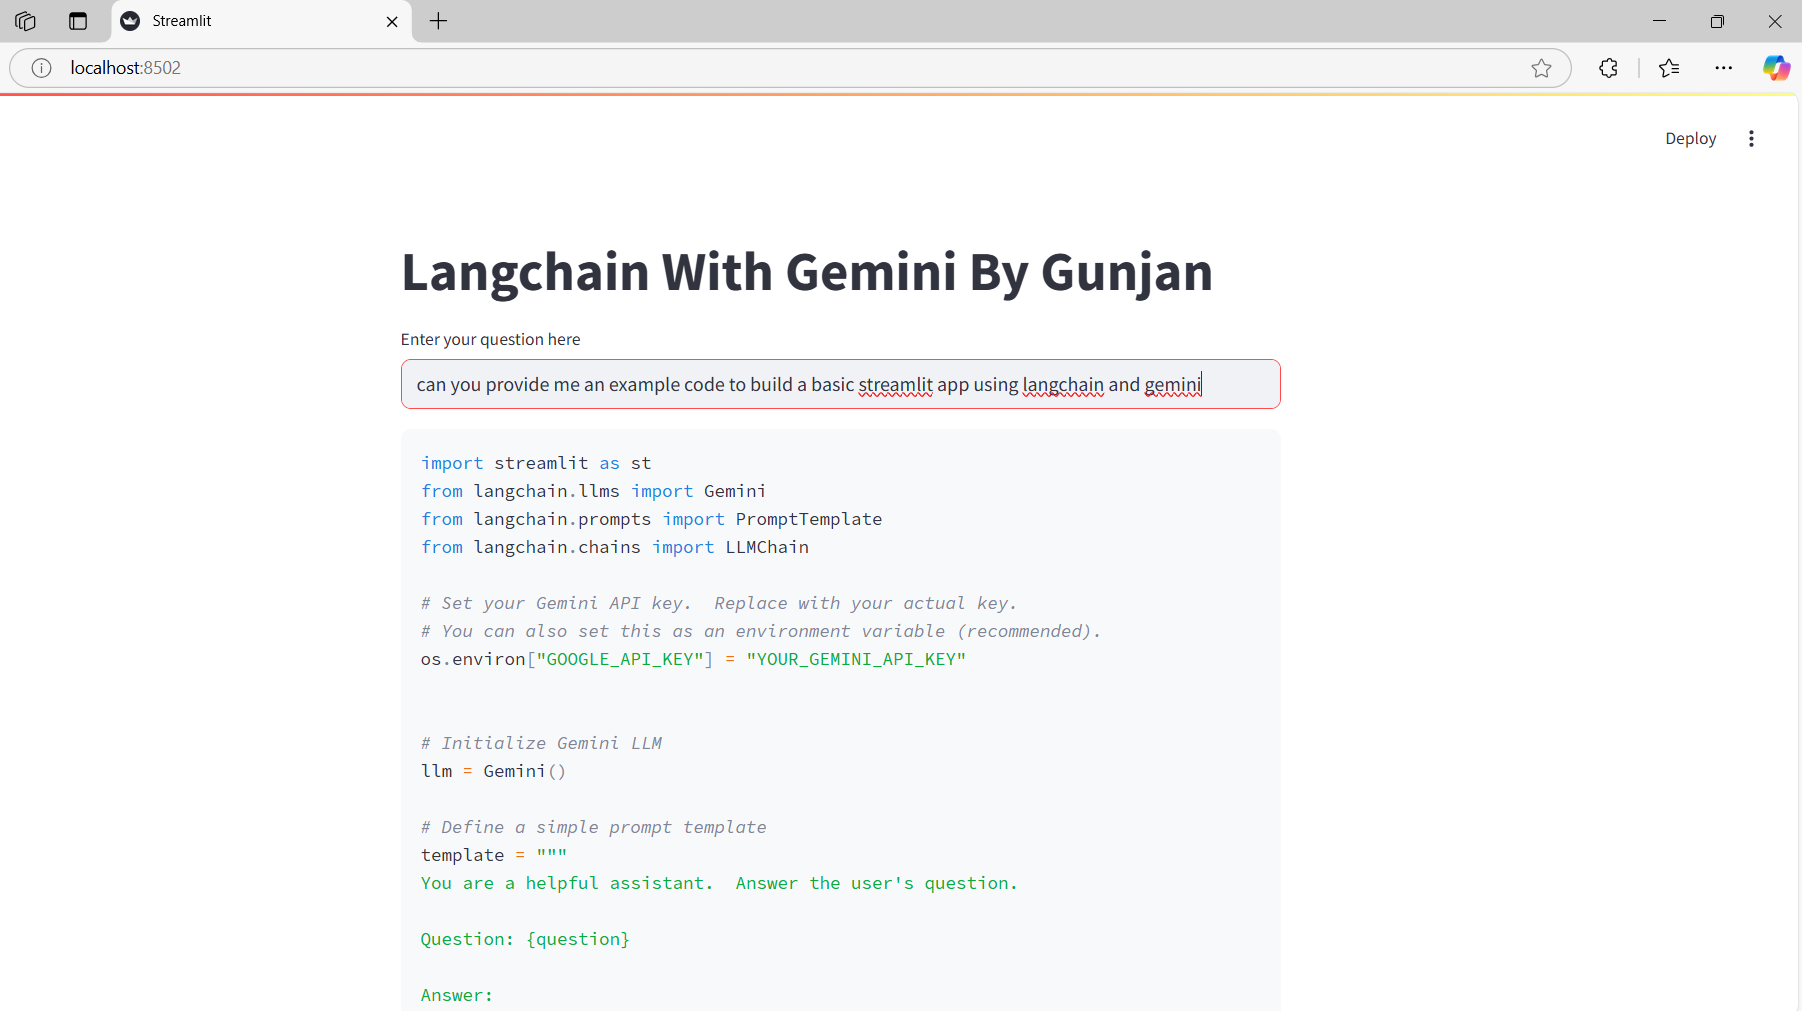 Streamlit
localhost:8502
Deploy
Langchain With Gemini By Gunjan
Enter your question here
can you provide me an example code to build a basic streamlit app using langchain and gemini
import streamlit as st
from langchain.llms import Gemini
from langchain.prompts import PromptTemplate
from langchain.chains import LLMChain
# Set your Gemini API key.  Replace with your actual key.
# You can also set this as an environment variable (recommended).
os.environ["GOOGLE_API_KEY"] = "YOUR_GEMINI_API_KEY"
# Initialize Gemini LLM
llm = Gemini()
# Define a simple prompt template
template = """
You are a helpful assistant.  Answer the user's question.
Question: {question}
Answer: